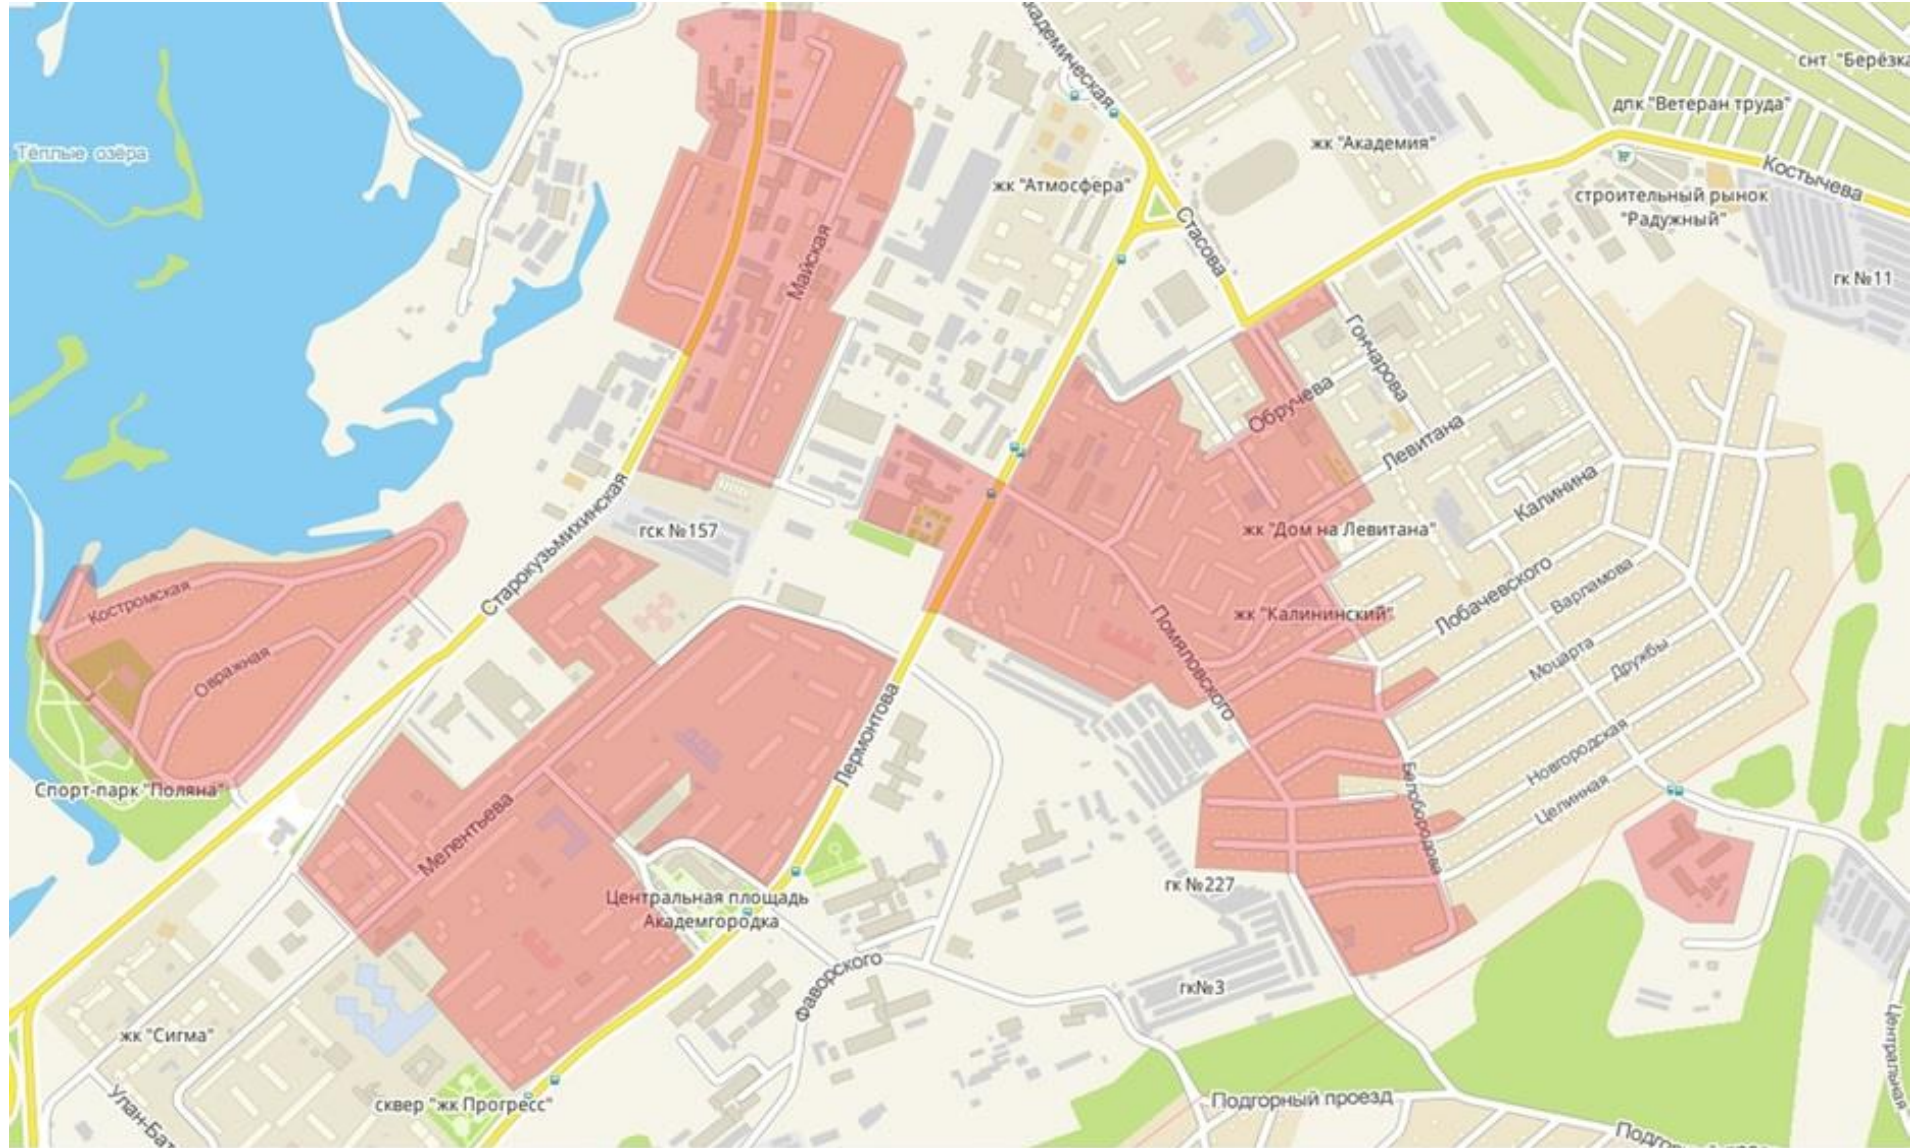 Академическая
снт "Берёзка
дпк "Ветеран труда"
жк "Академия"
Тёплые озёра
Костычева
жк "Атмосфера"
строительный рынок
"Радужный"
Стасова
Майская
гк №11
Гончарова
Обручева
Левитана
Калинина
Старокузьмихинская
гск №157
жк "Дом на Левитана"
Костромская
Лобачевского
Варламова
жк "Калининский"
Помяловского
Овражная
Моцарта
Дружбы
Лермонтова
Новгородская
Спорт-парк "Поляна"
Целинная
Белобородова
Мелентьева
гк №227
Центральная площадь
Академгородка
Фаворского
гк№3
жк "Сигма"
Центральная
сквер "жк Прогресс"
Подгорный проезд
Улан-Бат